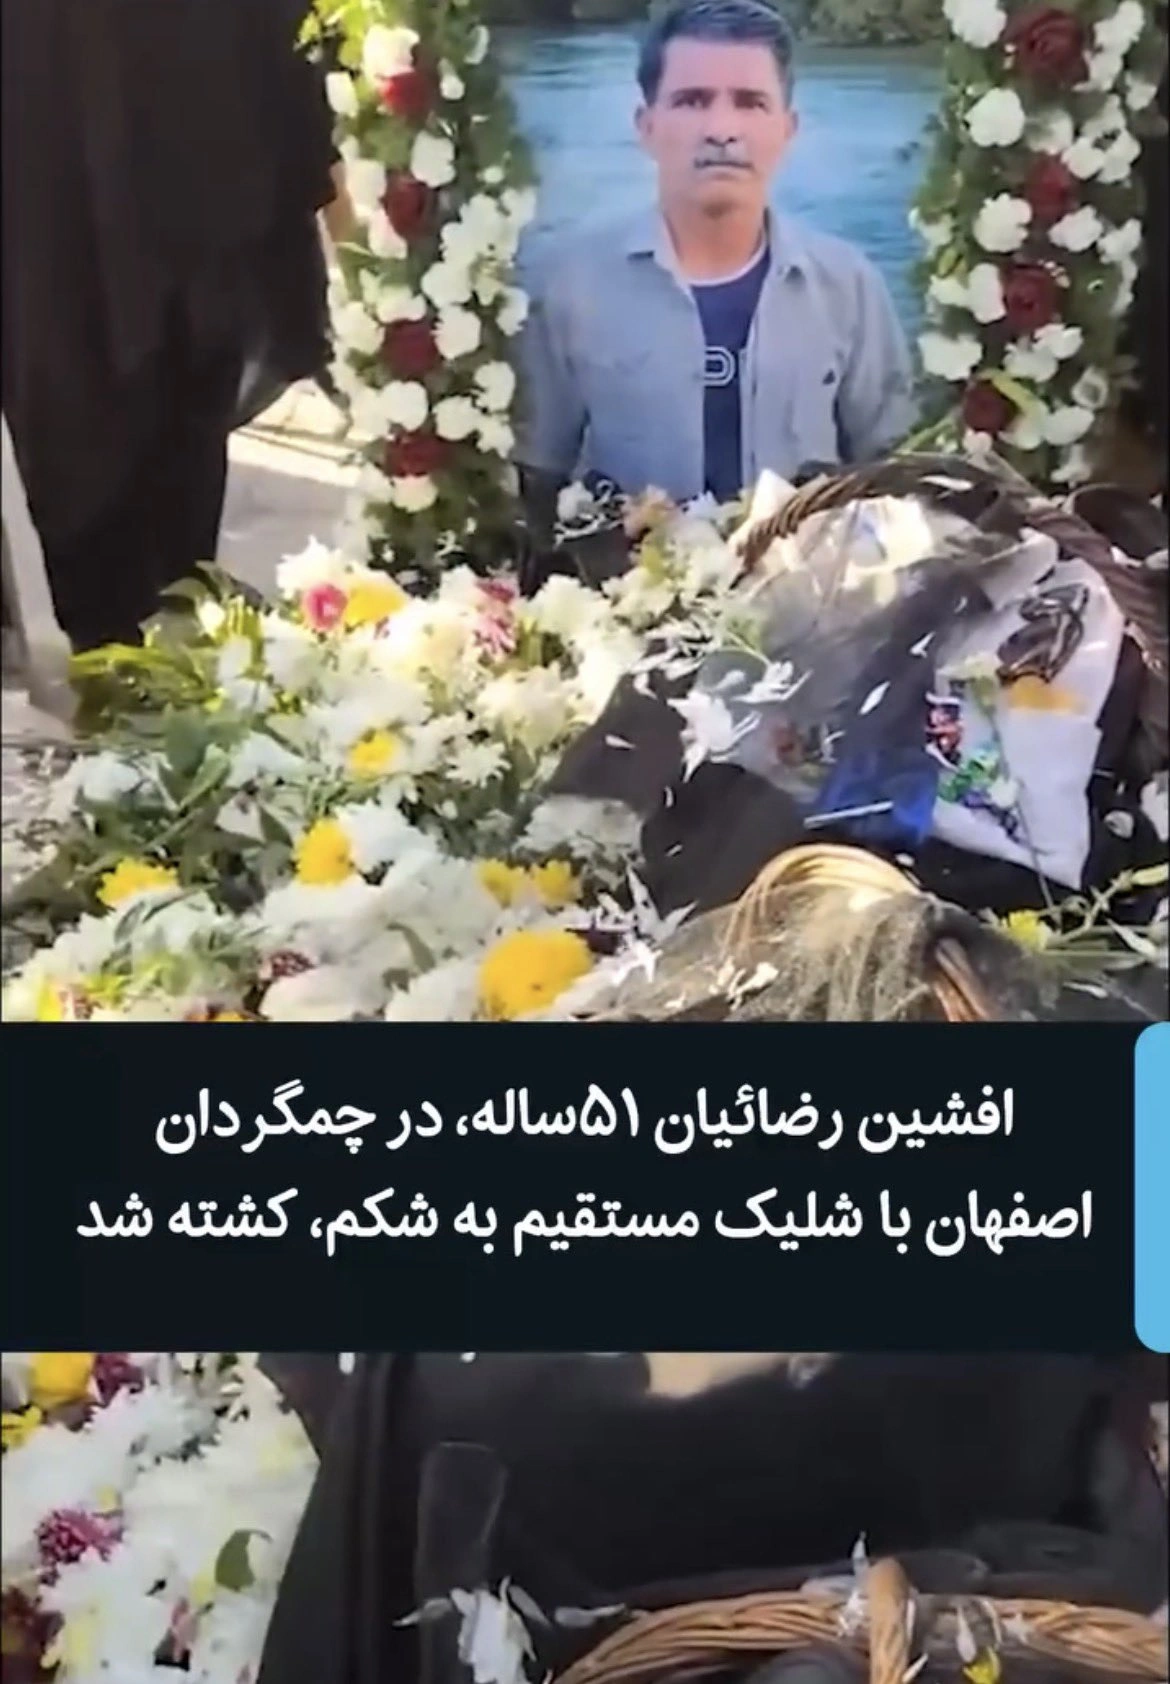 افشین رضائیان ۵۱ساله، در چمگردان
اصفهان با شلیک مستقیم به شکم، کشته شد